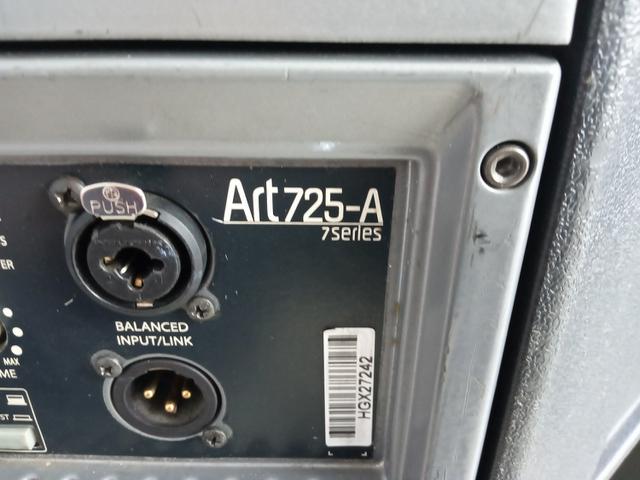 PUSH
Art725-A
7series
BALANCED
INPUT/LINK
MAX
HGX27242